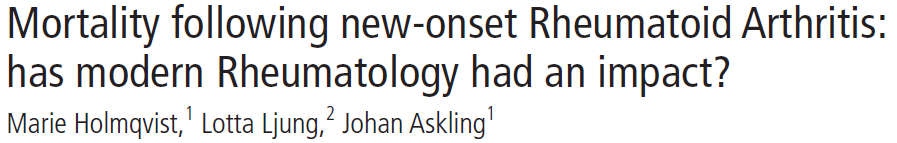 Mortality following new-onset Rheumatoid Arthritis:
has modern Rheumatology had an impact?
Marie Holmqvist,1 Lotta Ljung,2 Johan Askling1